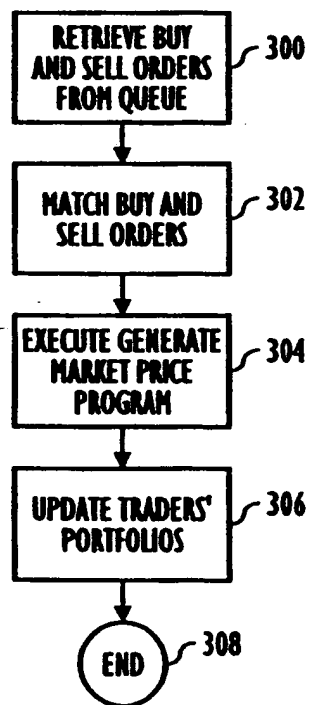 RETRIEVE BUY
AND SELL ORDERS
FROM QUEUE
300
MATCH BUY AND
SELL ORDERS
302
EXECUTE GENERATE
MARKET PRICE
PROGRAM
304
UPDATE TRADERS'
PORTFOLIOS
306
END
308